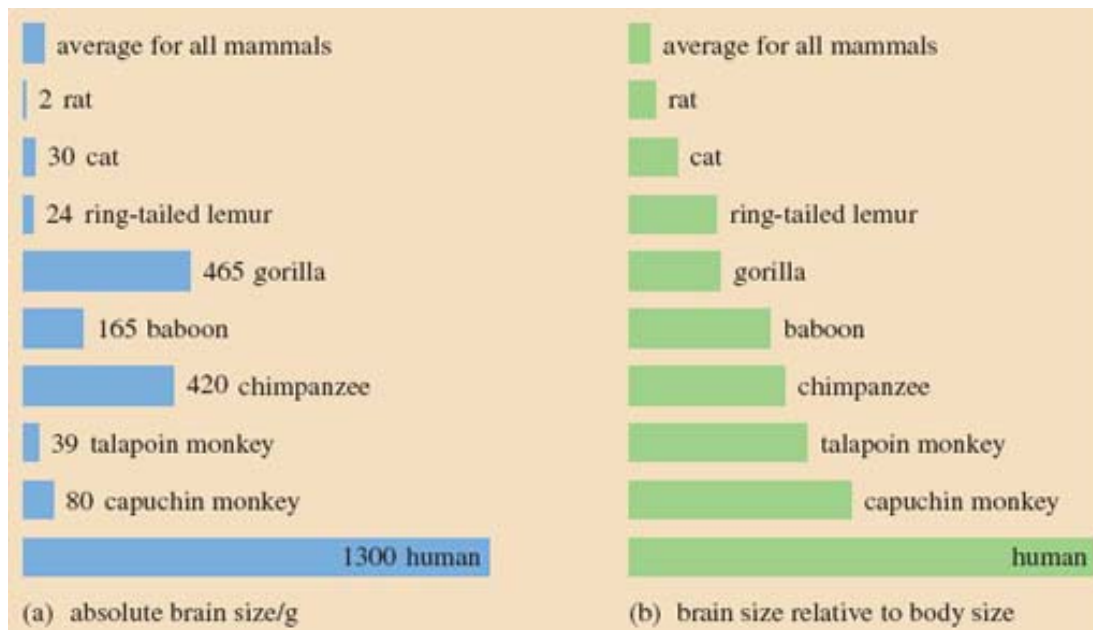 average for all mammals
2 rat
30 cat
24 ring-tailed lemur
465 gorilla
165 baboon
420 chimpanzee
39 talapoin monkey
80 capuchin monkey
1300 human
(a) absolute brain size/g
average for all mammals
rat
cat
ring-tailed lemur
gorilla
baboon
chimpanzee
talapoin monkey
capuchin monkey
human
(b) brain size relative to body size